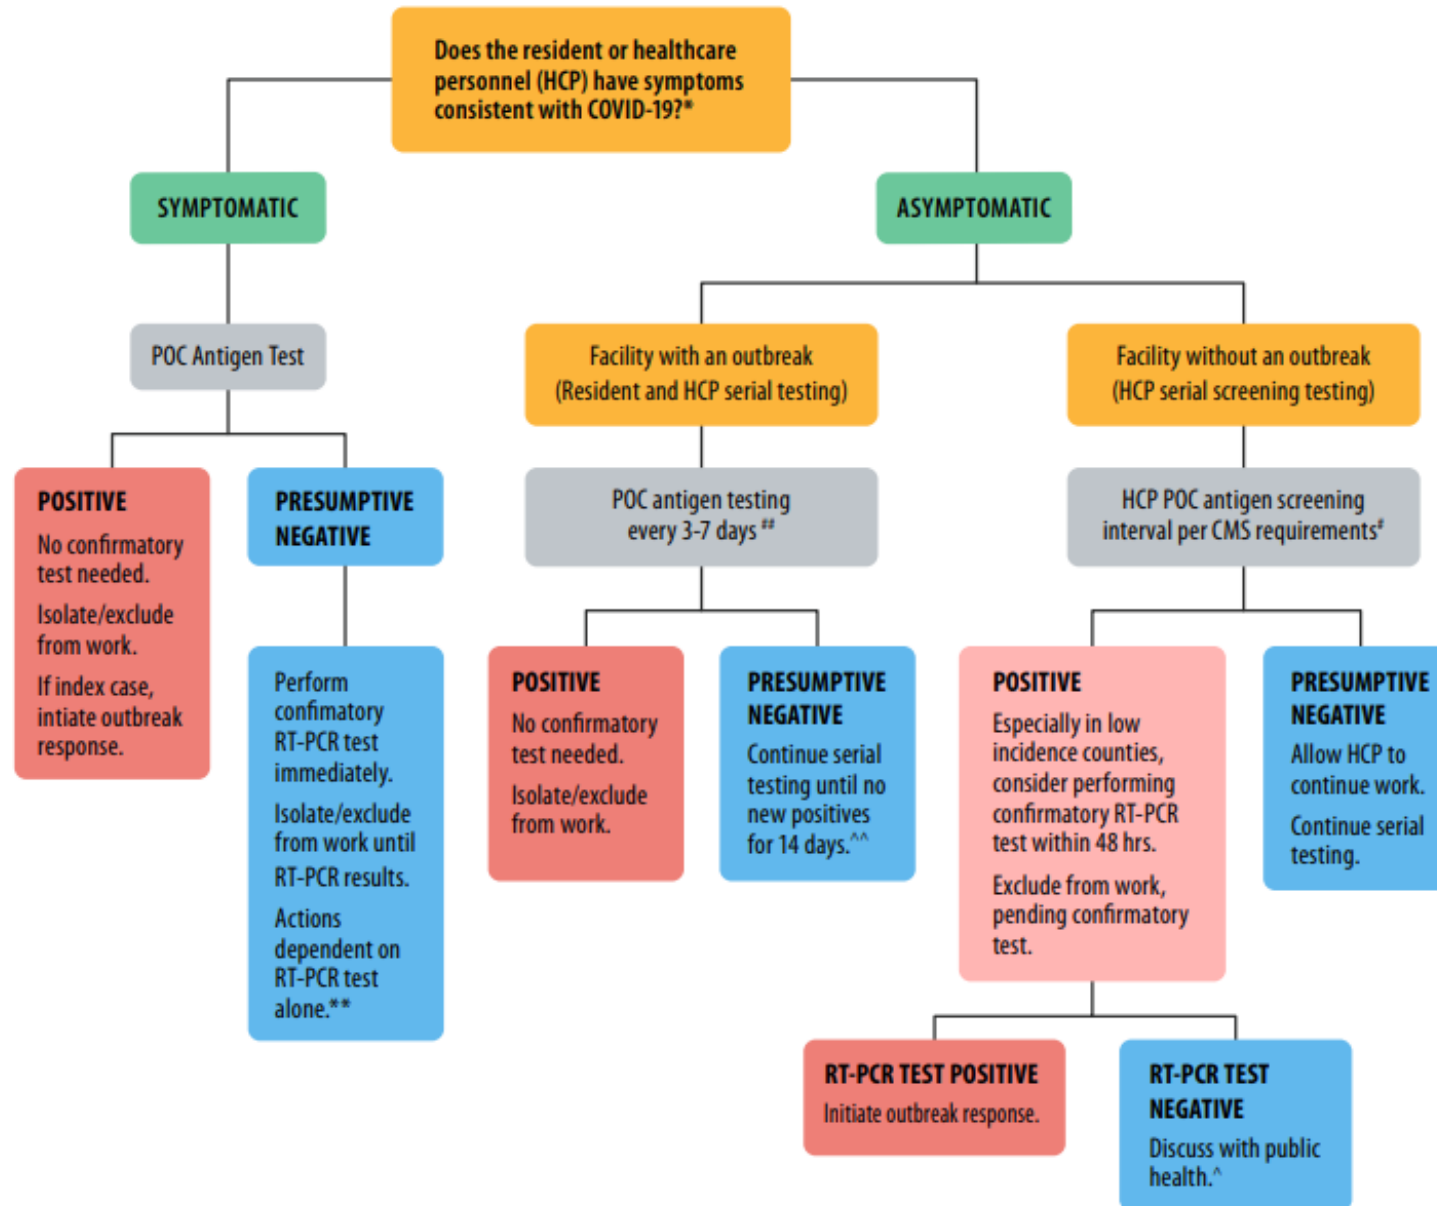 Does the resident or healthcare
personnel (HCP) have symptoms
consistent with COVID-19?*
SYMPTOMATIC
ASYMPTOMATIC
POC Antigen Test
Facility with an outbreak
(Resident and HCP serial testing)
Facility without an outbreak
(HCP serial screening testing)
POSITIVE
No confirmatory
test needed.
Isolate/exclude
from work.
If index case,
intiate outbreak
response.
PRESUMPTIVE
NEGATIVE
Perform
confimatory
RT-PCR test
immediately.
Isolate/exclude
from work until
RT-PCR results.
Actions
dependent on
RT-PCR test
alone.**
POC antigen testing
every 3-7 days ##
HCP POC antigen screening
interval per CMS requirements#
POSITIVE
No confirmatory
test needed.
Isolate/exclude
from work.
PRESUMPTIVE
NEGATIVE
Continue serial
testing until no
new positives
for 14 days.^^
POSITIVE
Especially in low
incidence counties,
consider performing
confirmatory RT-PCR
test within 48 hrs.
Exclude from work,
pending confirmatory
test.
PRESUMPTIVE
NEGATIVE
Allow HCP to
continue work.
Continue serial
testing.
RT-PCR TEST POSITIVE
Initiate outbreak response.
RT-PCR TEST
NEGATIVE
Discuss with public
health.^